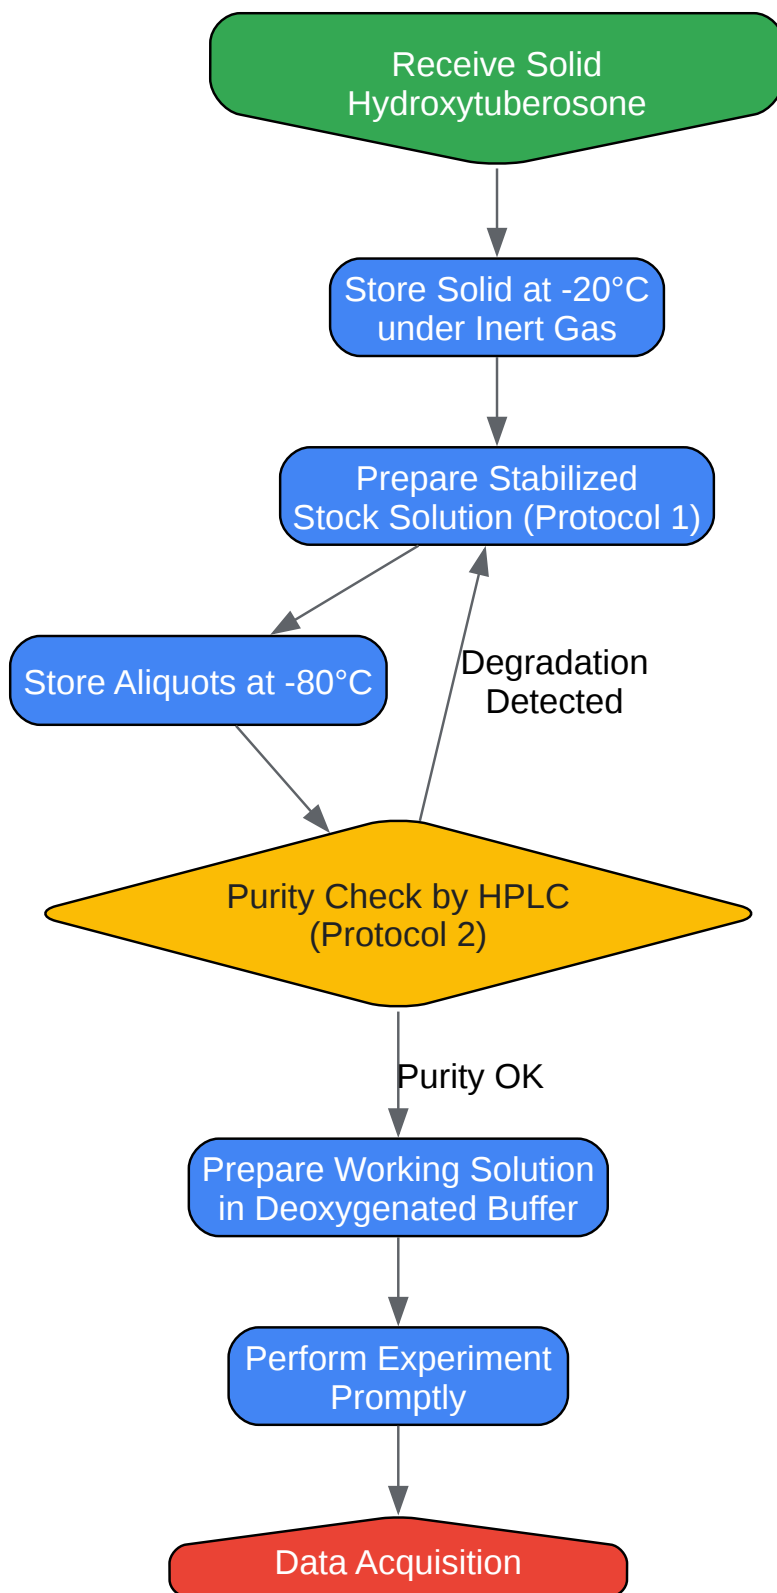 Receive Solid
Hydroxytuberosone
Store Solid at -20°C
under Inert Gas
Prepare Stabilized
Stock Solution (Protocol 1)
Store Aliquots at -80°C
Degradation
Detected
Purity Check by HPLC
(Protocol 2)
Purity OK
Prepare Working Solution
in Deoxygenated Buffer
Perform Experiment
Promptly
Data Acquisition